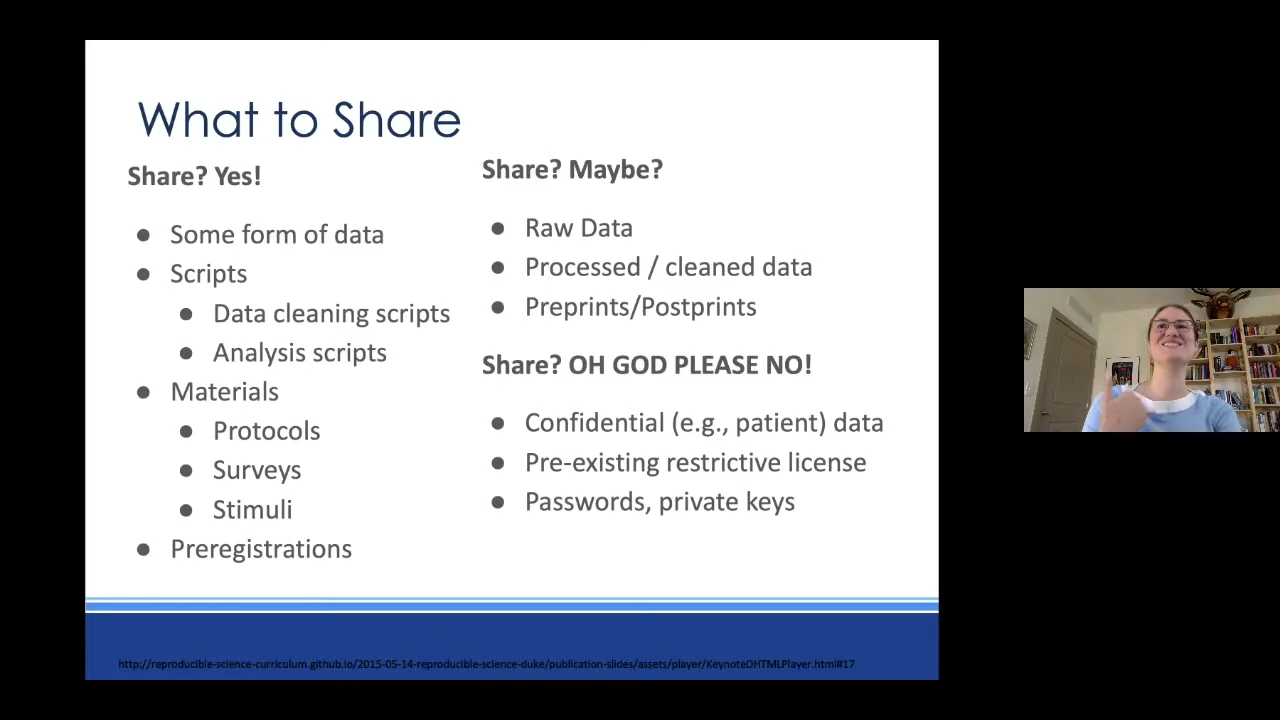 What to Share
Share? Yes!
● Some form of data
● Scripts
● Data cleaning scripts
● Analysis scripts
● Materials
● Protocols
● Surveys
● Stimuli
● Preregistrations
Share? Maybe?
● Raw Data
● Processed / cleaned data
● Preprints/Postprints
Share? OH GOD PLEASE NO!
● Confidential (e.g., patient) data
● Pre-existing restrictive license
● Passwords, private keys
http://reproducible-science-curriculum.github.io/2015-05-14-reproducible-science-duke/publication-slides/assets/player/KeynoteDHTMLPlayer.html#17